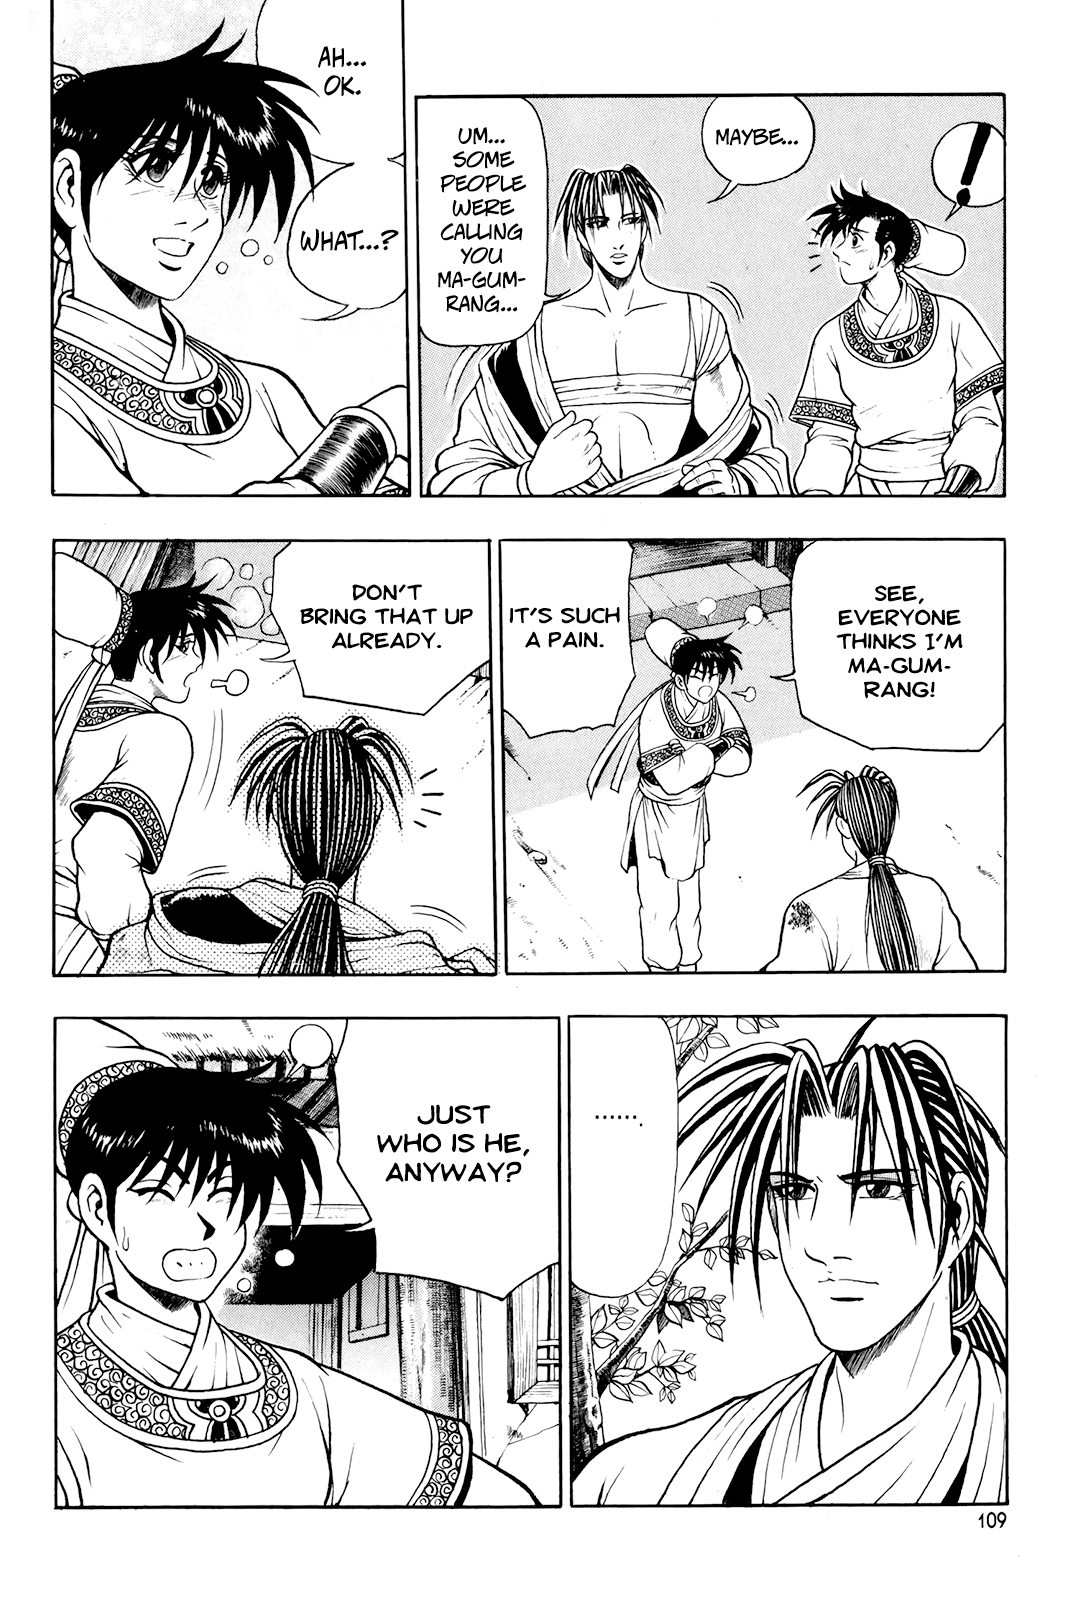 AH...
OK.
WHAT...?
UM...
SOME
PEOPLE
WERE
CALLING
YOU
MA-GUM-
RANG...
MAYBE...
!
DON'T
BRING THAT UP
ALREADY.
IT'S SUCH
A PAIN.
SEE,
EVERYONE
THINKS I'M
MA-GUM-
RANG!
JUST
WHO IS HE,
ANYWAY?
......
109